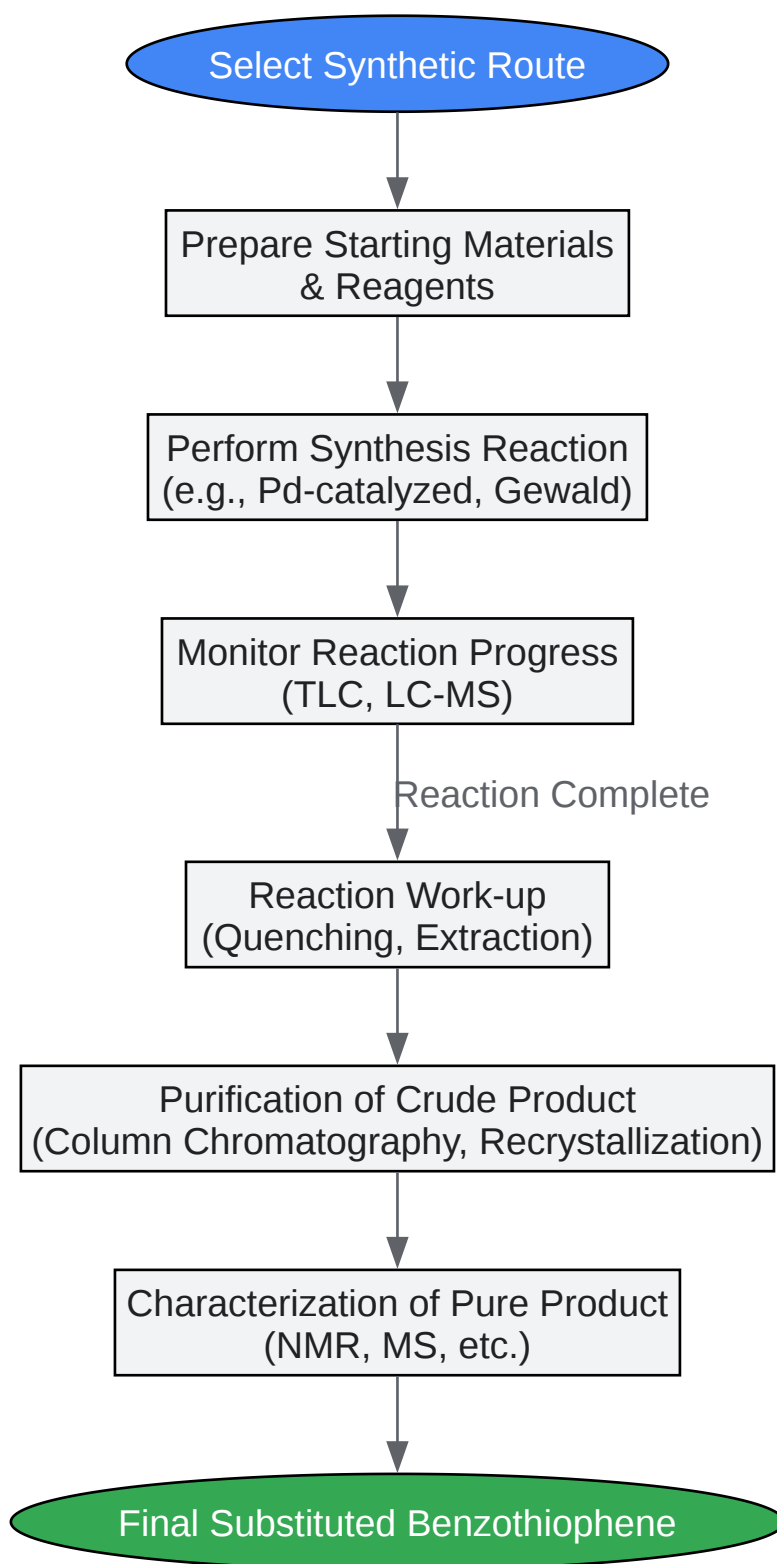 Select Synthetic Route
Prepare Starting Materials
& Reagents
Perform Synthesis Reaction
(e.g., Pd-catalyzed, Gewald)
Monitor Reaction Progress
(TLC, LC-MS)
Reaction Complete
Reaction Work-up
(Quenching, Extraction)
Purification of Crude Product
(Column Chromatography, Recrystallization)
Characterization of Pure Product
(NMR, MS, etc.)
Final Substituted Benzothiophene